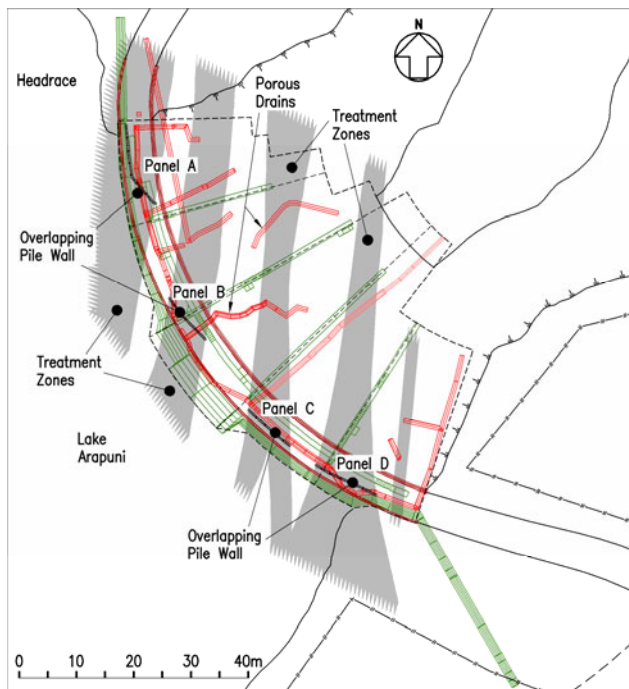 N
Headrace
Porous
Drains
Treatment
Zones
Panel A
Overlapping
Pile Wall
Panel B
Treatment
Zones
Panel C
Lake
Arapuni
Panel D
Overlapping
Pile Wall
0 10 20 30 40m